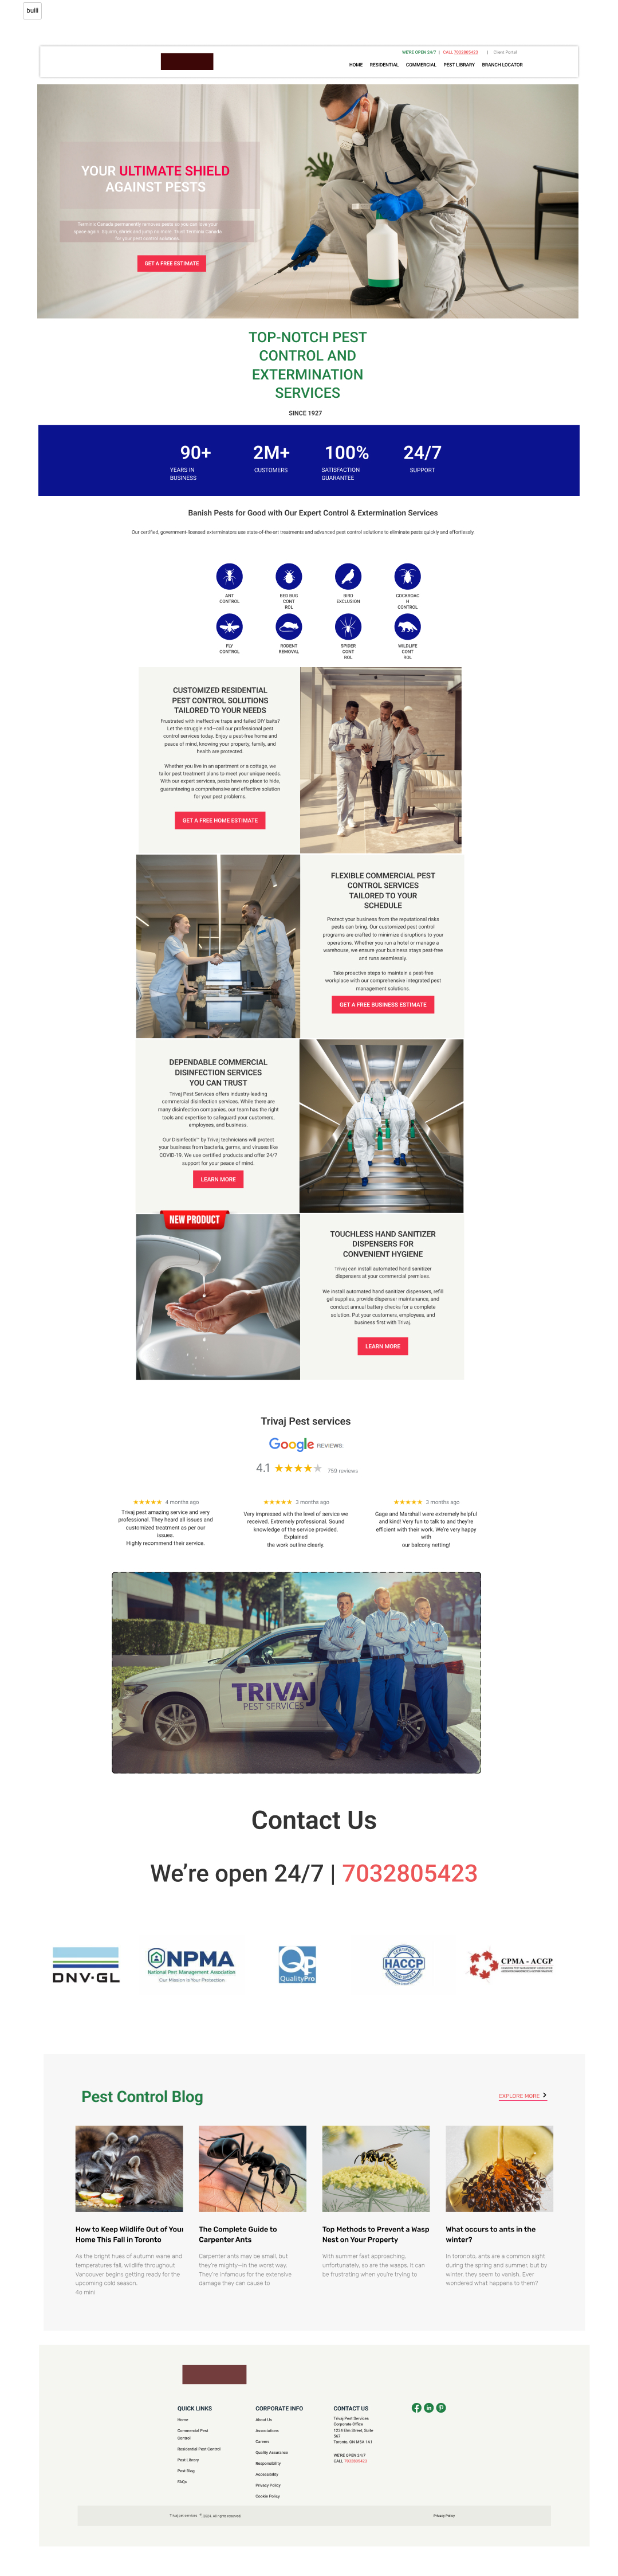 buiii
WE'RE OPEN 24/7 | CALL 7032805423 | Client Portal
HOME RESIDENTIAL COMMERCIAL PEST LIBRARY BRANCH LOCATOR
YOUR ULTIMATE SHIELD
AGAINST PESTS
Terminix Canada permanently removes pests so you can love your
space again. Squirm, shriek and jump no more. Trust Terminix Canada
for your pest control solutions.
GET A FREE ESTIMATE
TOP-NOTCH PEST
CONTROL AND
EXTERMINATION
SERVICES
SINCE 1927
90+ 2M+ 100% 24/7
YEARS IN
BUSINESS
CUSTOMERS
SATISFACTION
GUARANTEE
SUPPORT
Banish Pests for Good with Our Expert Control & Extermination Services
Our certified, government-licensed exterminators use state-of-the-art treatments and advanced pest control solutions to eliminate pests quickly and effortlessly.
ANT
CONTROL
BED BUG
CONT
ROL
BIRD
EXCLUSION
COCKROAC
H
CONTROL
FLY
CONTROL
RODENT
REMOVAL
SPIDER
CONT
ROL
WILDLIFE
CONT
ROL
CUSTOMIZED RESIDENTIAL
PEST CONTROL SOLUTIONS
TAILORED TO YOUR NEEDS
Frustrated with ineffective traps and failed DIY baits?
Let the struggle end—call our professional pest
control services today. Enjoy a pest-free home and
peace of mind, knowing your property, family, and
health are protected.
Whether you live in an apartment or a cottage, we
tailor pest treatment plans to meet your unique needs.
With our expert services, pests have no place to hide,
guaranteeing a comprehensive and effective solution
for your pest problems.
GET A FREE HOME ESTIMATE
FLEXIBLE COMMERCIAL PEST
CONTROL SERVICES
TAILORED TO YOUR
SCHEDULE
Protect your business from the reputational risks
pests can bring. Our customized pest control
programs are crafted to minimize disruptions to your
operations. Whether you run a hotel or manage a
warehouse, we ensure your business stays pest-free
and runs seamlessly.
Take proactive steps to maintain a pest-free
workplace with our comprehensive integrated pest
management solutions.
GET A FREE BUSINESS ESTIMATE
DEPENDABLE COMMERCIAL
DISINFECTION SERVICES
YOU CAN TRUST
Trivaj Pest Services offers industry-leading
commercial disinfection services. While there are
many disinfection companies, our team has the right
tools and expertise to safeguard your customers,
employees, and business.
Our Disinfectix™ by Trivaj technicians will protect
your business from bacteria, germs, and viruses like
COVID-19. We use certified products and offer 24/7
support for your peace of mind.
LEARN MORE
NEW PRODUCT
TOUCHLESS HAND SANITIZER
DISPENSERS FOR
CONVENIENT HYGIENE
Trivaj can install automated hand sanitizer
dispensers at your commercial premises.
We install automated hand sanitizer dispensers, refill
gel supplies, provide dispenser maintenance, and
conduct annual battery checks for a complete
solution. Put your customers, employees, and
business first with Trivaj.
LEARN MORE
Trivaj Pest services
Google REVIEWS
4.1 759 reviews
4 months ago
Trivaj pest amazing service and very
professional. They heard all issues and
customized treatment as per our
issues.
Highly recommend their service.
3 months ago
Very impressed with the level of service we
received. Extremely professional. Sound
knowledge of the service provided.
Explained
the work outline clearly.
3 months ago
Gage and Marshall were extremely helpful
and kind! Very fun to talk to and they're
efficient with their work. We're very happy
with
our balcony netting!
TRIVAJ
PEST SERVICES
Contact Us
We're open 24/7 | 7032805423
DNV·GL
NPMA
National Pest Management Association
Our Mission is Your Protection
QP
QualityPro
CERTIFIED
HACCP
CPMA - ACGP
Pest Control Blog
EXPLORE MORE
How to Keep Wildlife Out of Your
Home This Fall in Toronto
As the bright hues of autumn wane and
temperatures fall, wildlife throughout
Vancouver begins getting ready for the
upcoming cold season.
4o mini
The Complete Guide to
Carpenter Ants
Carpenter ants may be small, but
they're mighty—in the worst way.
They're infamous for the extensive
damage they can cause to
Top Methods to Prevent a Wasp
Nest on Your Property
With summer fast approaching,
unfortunately, so are the wasps. It can
be frustrating when you're trying to
What occurs to ants in the
winter?
In toronoto, ants are a common sight
during the spring and summer, but by
winter, they seem to vanish. Ever
wondered what happens to them?
QUICK LINKS
Home
Commercial Pest
Control
Residential Pest Control
Pest Library
Pest Blog
FAQs
CORPORATE INFO
About Us
Associations
Careers
Quality Assurance
Responsibility
Accessibility
Privacy Policy
Cookie Policy
CONTACT US
Trivaj Pest Services
Corporate Office
1234 Elm Street, Suite
567
Toronto, ON M5A 1A1
WE'RE OPEN 24/7
CALL 7032805423
Trivaj pst services ® 2024. All rights reserved.
Privacy Policy